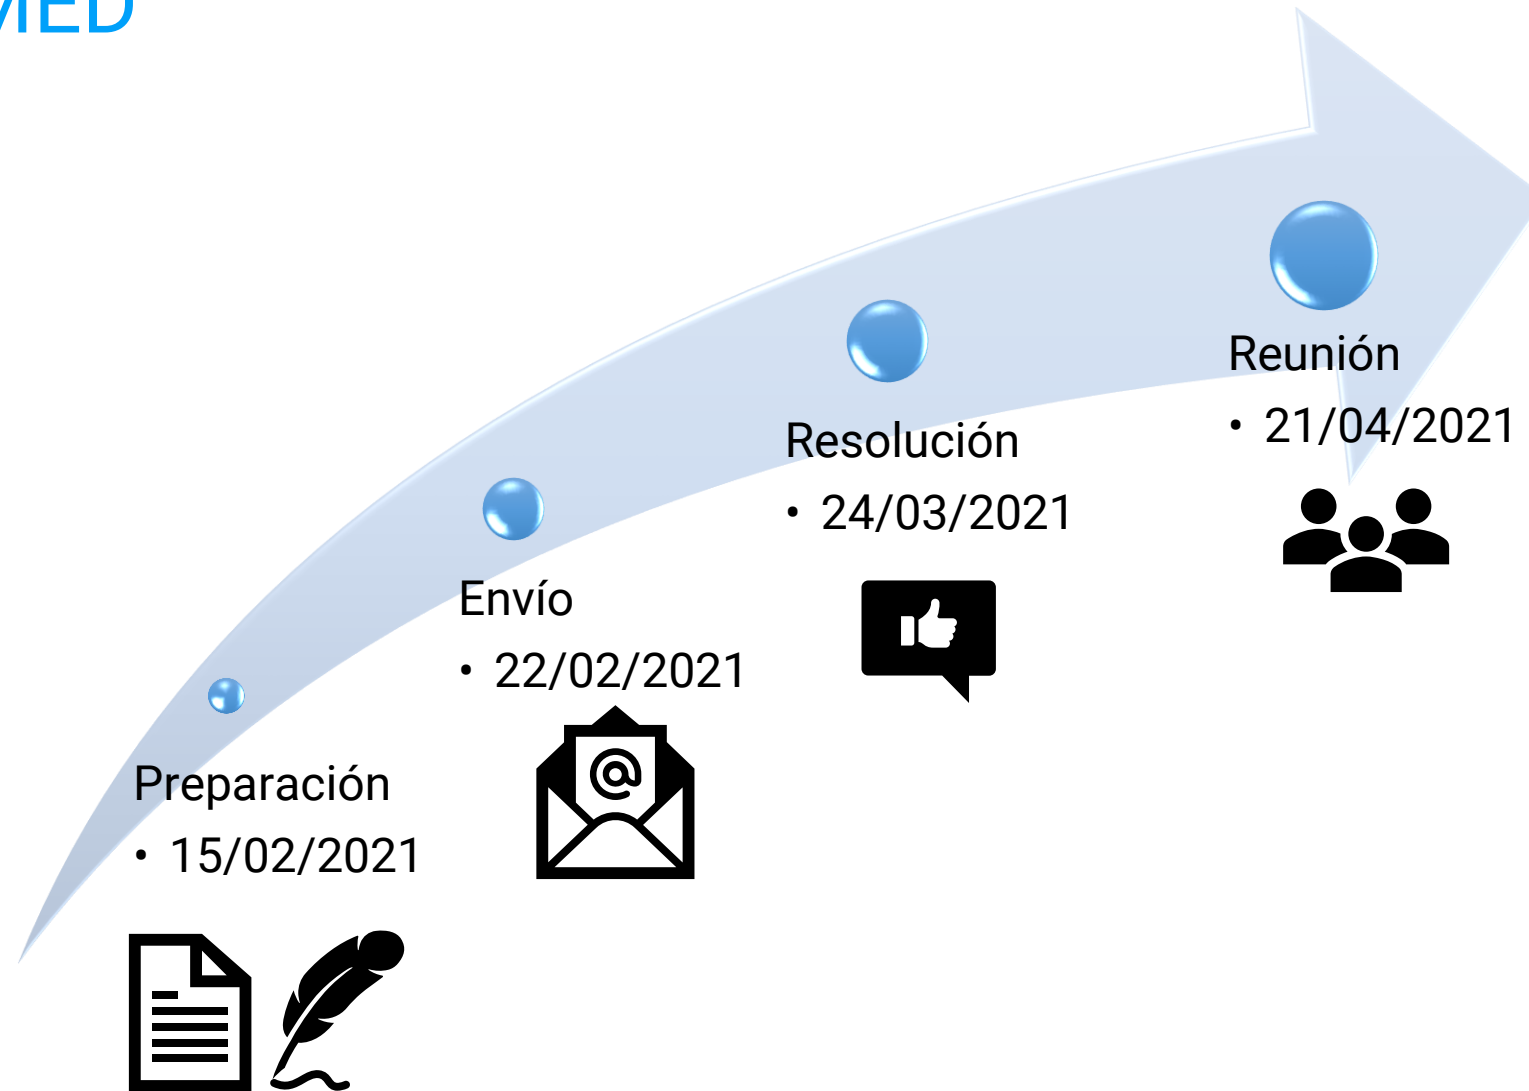 Reunión
• 21/04/2021
Resolución
• 24/03/2021
Envío
• 22/02/2021
Preparación
• 15/02/2021